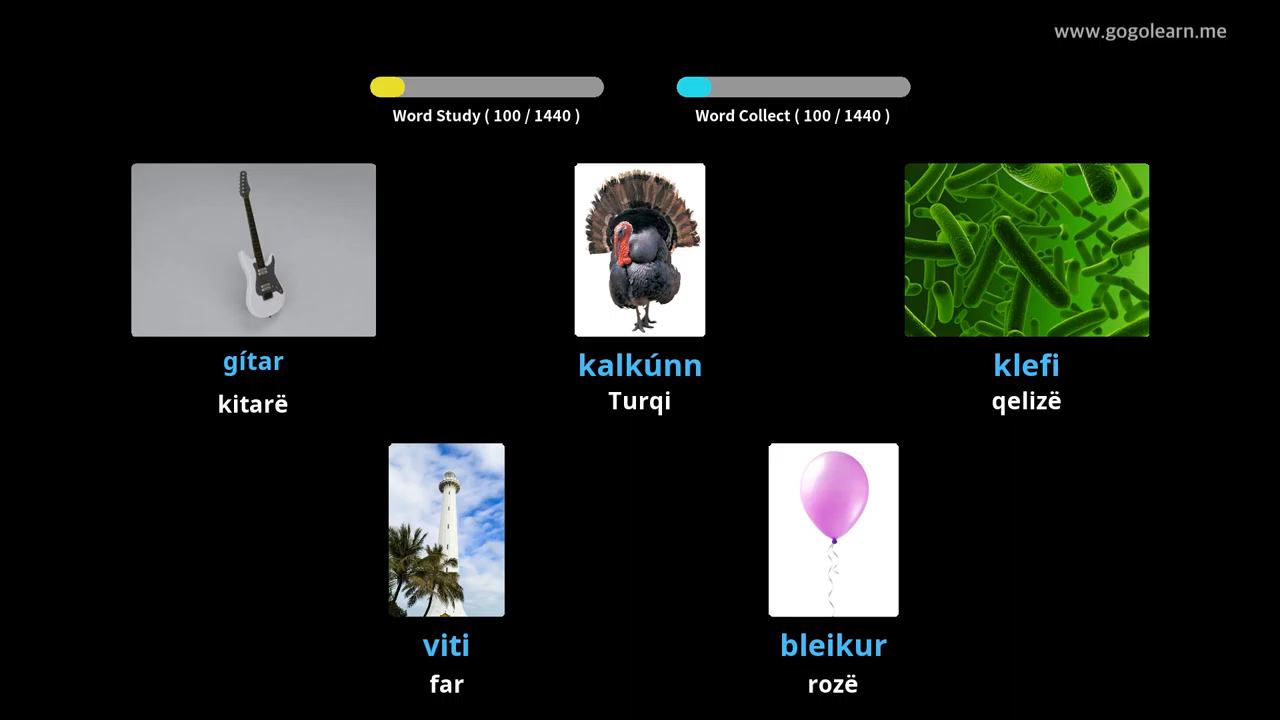 www.gogolearn.me
Word Study ( 100 / 1440 )
Word Collect ( 100 / 1440 )
gítar
kitarë
kalkúnn
Turqi
klefi
qelizë
viti
far
bleikur
rozë